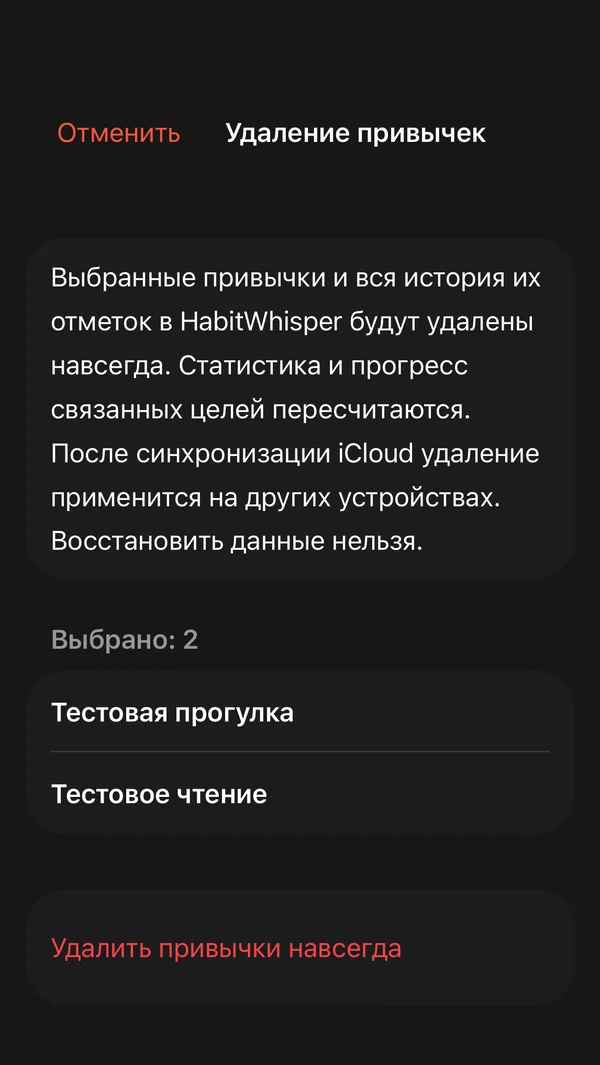 Отменить
Удаление привычек
Выбранные привычки и вся история их
отметок в HabitWhisper будут удалены
навсегда. Статистика и прогресс
связанных целей пересчитаются.
После синхронизации iCloud удаление
применится на других устройствах.
Восстановить данные нельзя.
Выбрано: 2
Тестовая прогулка
Тестовое чтение
Удалить привычки навсегда